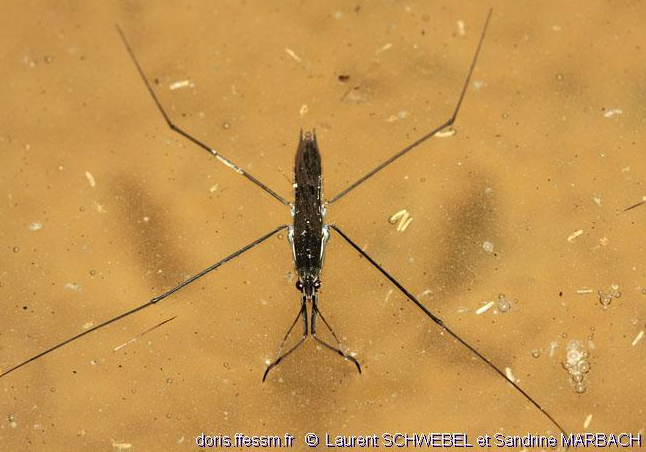 doris.ffessm.fr © Laurent SCHWEBEL et Sandrine MARBACH